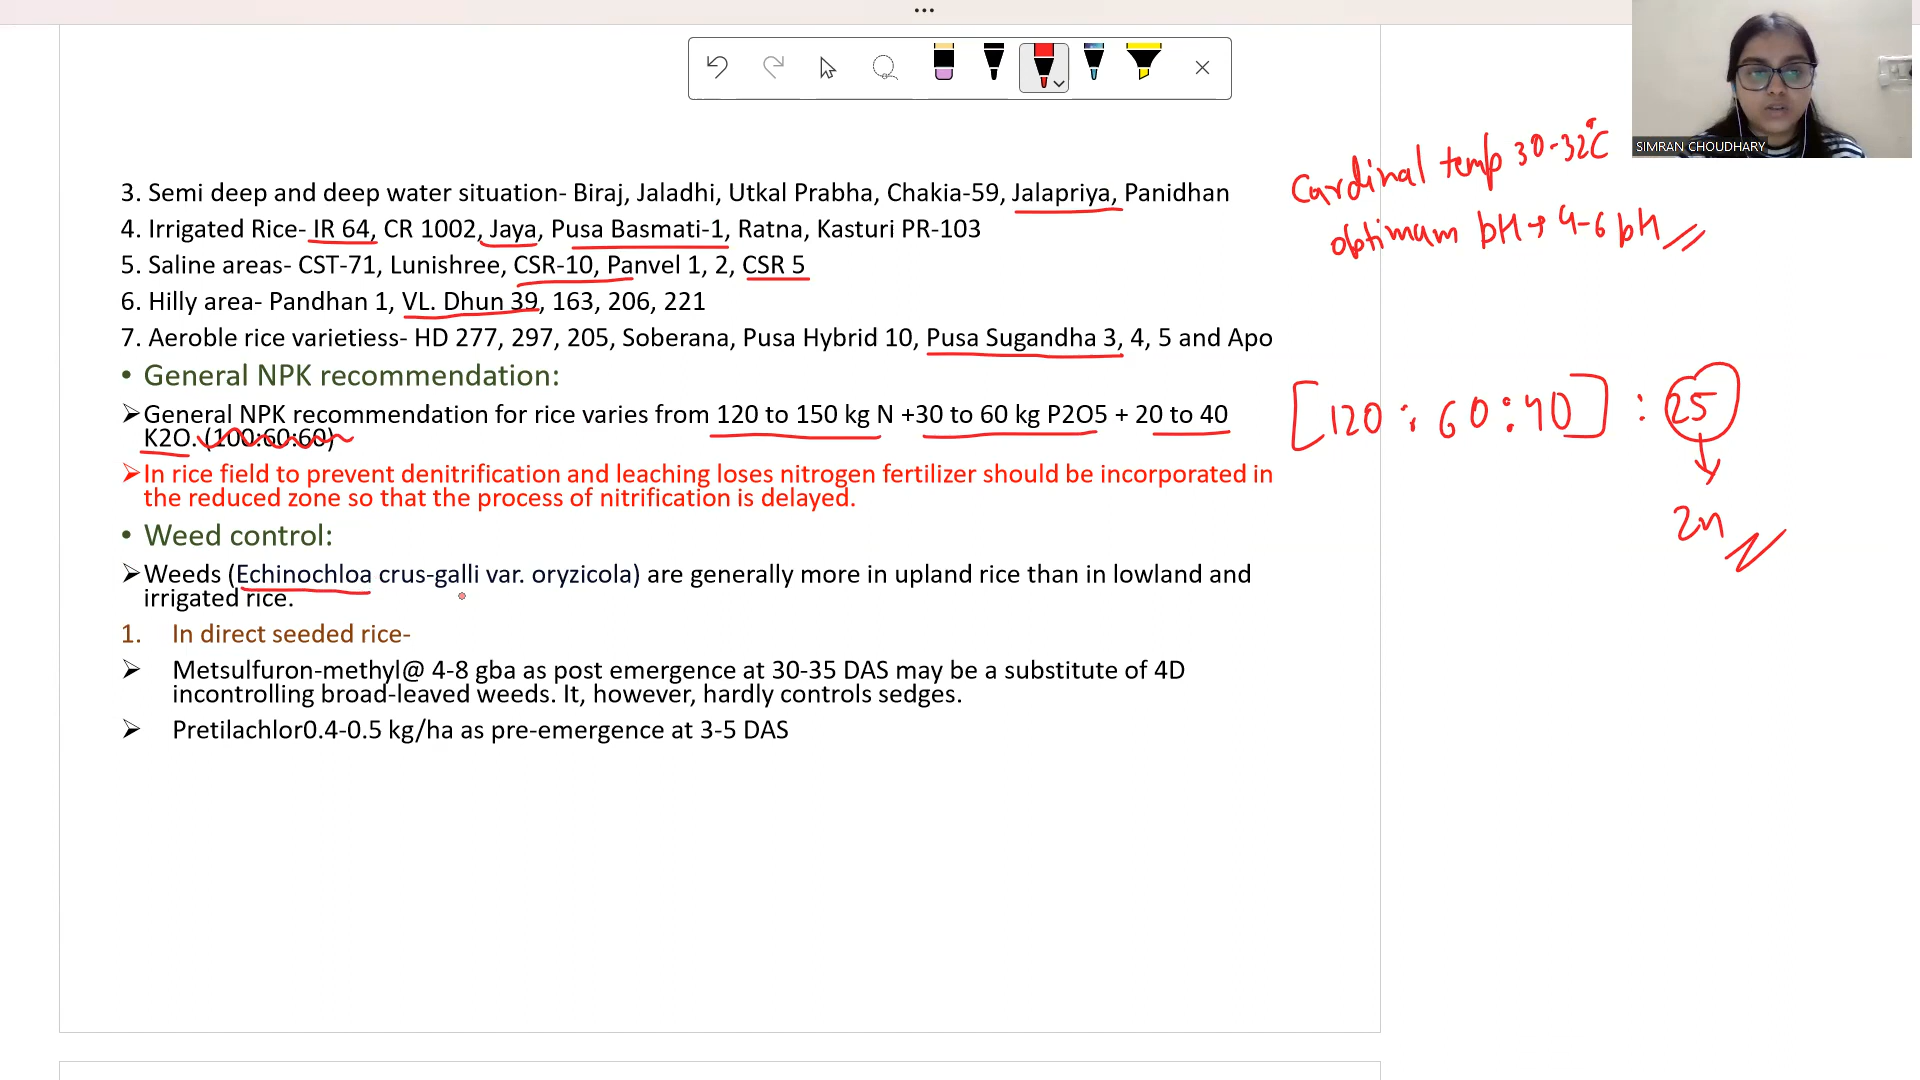 ...
SIMRAN CHOUDHARY
Cardinal temp 30-32°C
optimum pH → 4-6 pH
3. Semi deep and deep water situation- Biraj, Jaladhi, Utkal Prabha, Chakia-59, Jalapriya, Panidhan
4. Irrigated Rice- IR 64, CR 1002, Jaya, Pusa Basmati-1, Ratna, Kasturi PR-103
5. Saline areas- CST-71, Lunishree, CSR-10, Panvel 1, 2, CSR 5
6. Hilly area- Pandhan 1, VL. Dhun 39, 163, 206, 221
7. Aeroble rice varietiess- HD 277, 297, 205, Soberana, Pusa Hybrid 10, Pusa Sugandha 3, 4, 5 and Apo
• General NPK recommendation:
➢General NPK recommendation for rice varies from 120 to 150 kg N +30 to 60 kg P2O5 + 20 to 40
K2O. (100:60:60)
[120 : 60 : 40] : 25
Zn
➢In rice field to prevent denitrification and leaching loses nitrogen fertilizer should be incorporated in
the reduced zone so that the process of nitrification is delayed.
• Weed control:
➢Weeds (Echinochloa crus-galli var. oryzicola) are generally more in upland rice than in lowland and
irrigated rice.
1. In direct seeded rice-
➢ Metsulfuron-methyl@ 4-8 gba as post emergence at 30-35 DAS may be a substitute of 4D
incontrolling broad-leaved weeds. It, however, hardly controls sedges.
➢ Pretilachlor0.4-0.5 kg/ha as pre-emergence at 3-5 DAS